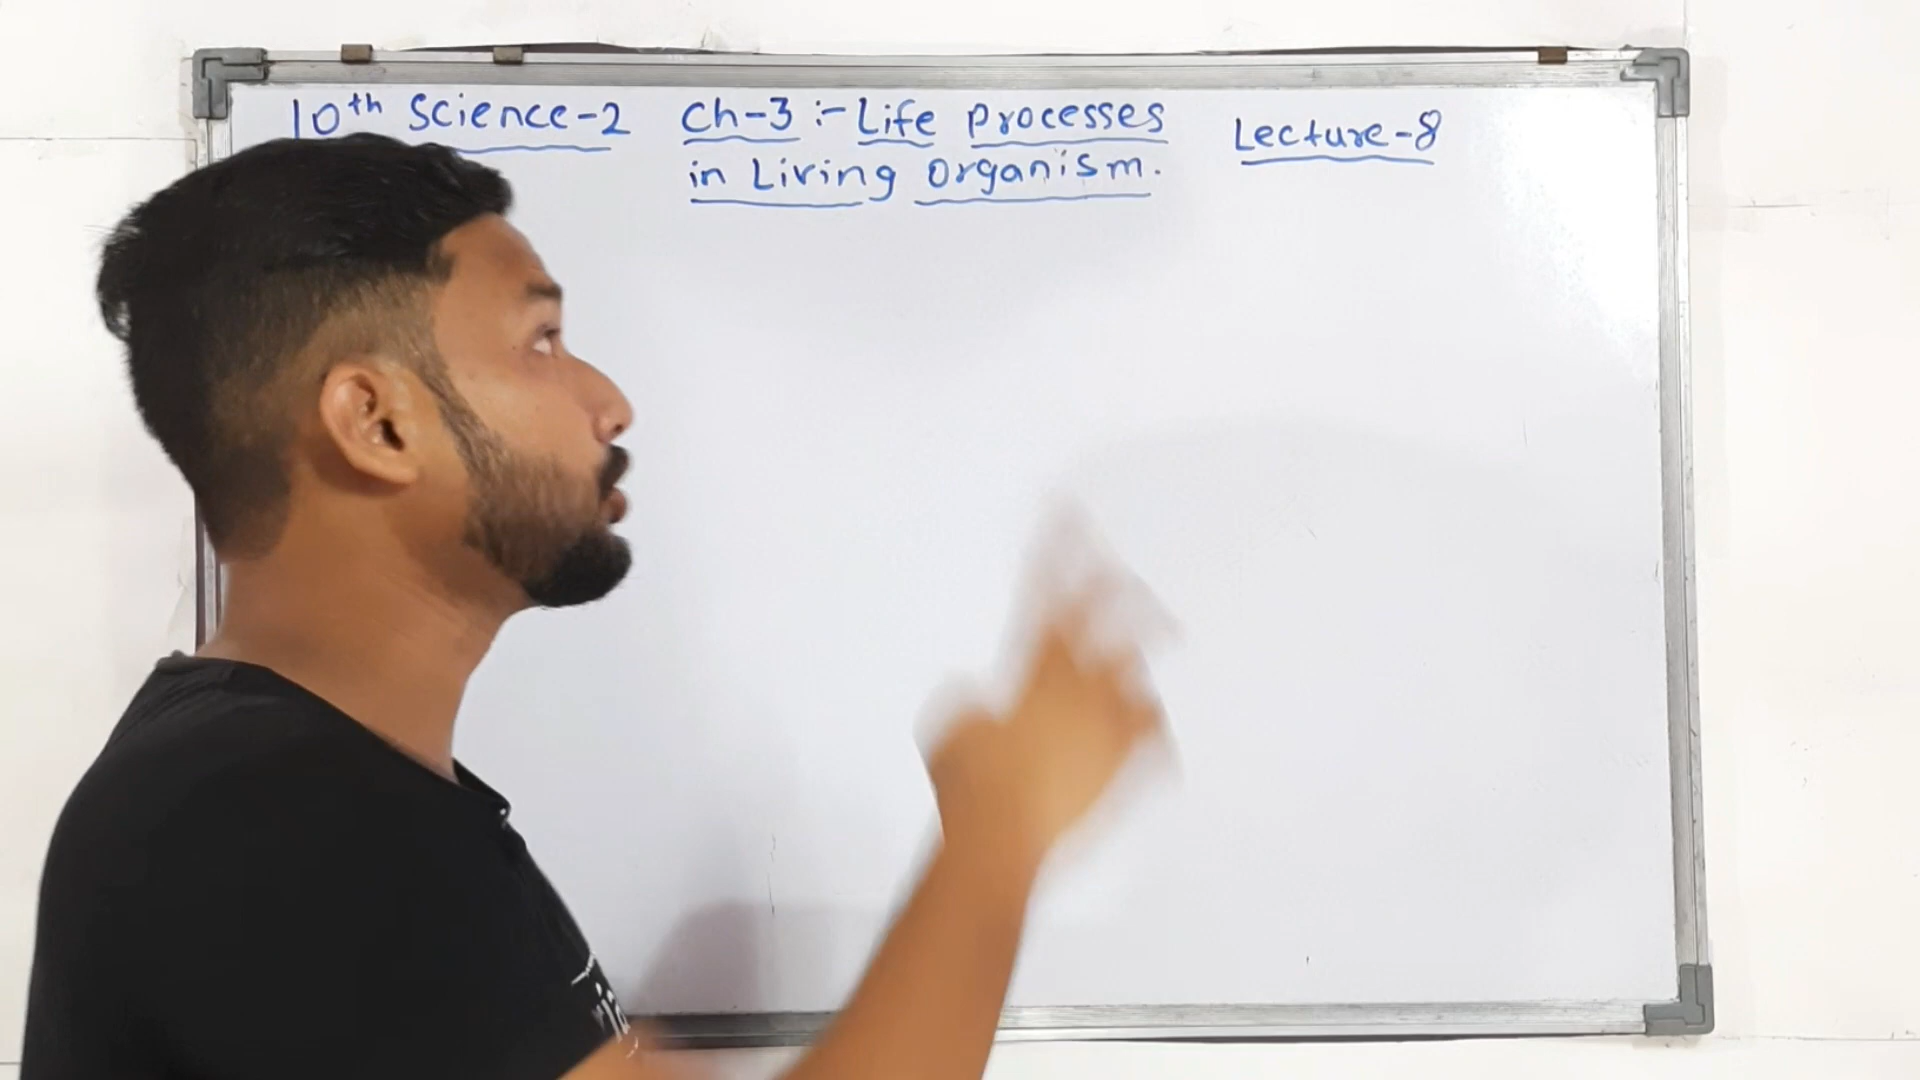 10th Science-2 Ch-3 :- Life Processes Lecture-8
in Living Organism.